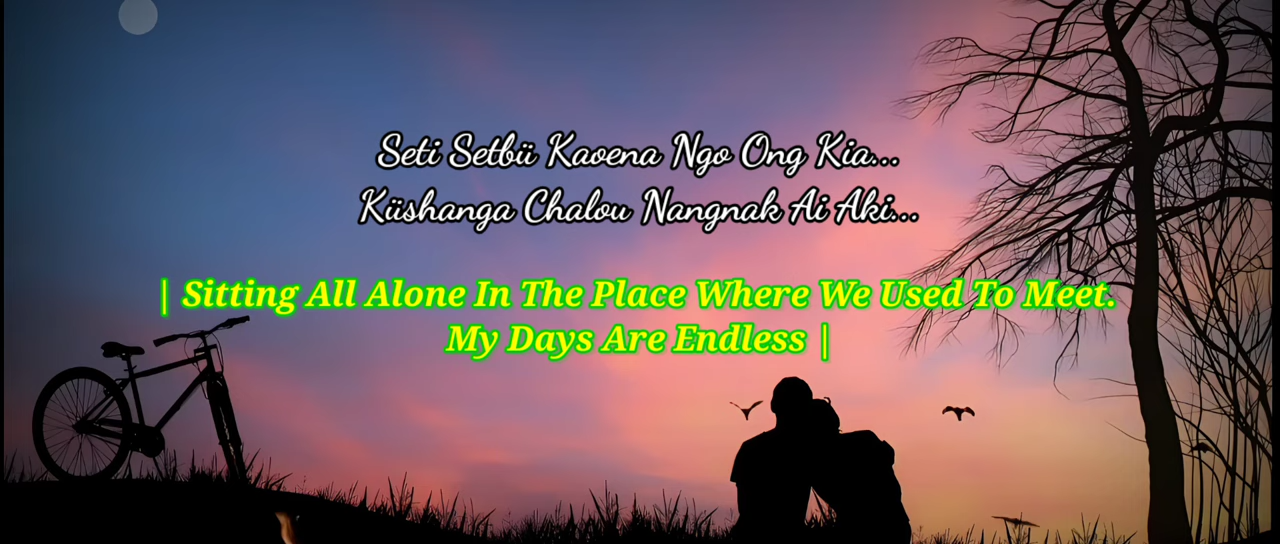 Seti Setbü Kavena Ngo Ong Kia...
Küshanga Chalou Nangnak Ai Aki...
| Sitting All Alone In The Place Where We Used To Meet.
My Days Are Endless |